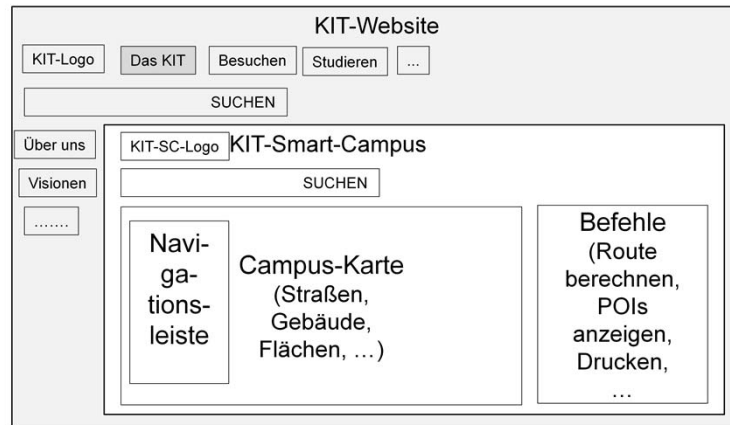 KIT-Website
KIT-Logo
Das KIT
Besuchen
Studieren
...
SUCHEN
Über uns
Visionen
.......
KIT-SC-Logo
KIT-Smart-Campus
SUCHEN
Navi-
ga-
tions-
leiste
Campus-Karte
(Straßen,
Gebäude,
Flächen, ...)
Befehle
(Route
berechnen,
POIs
anzeigen,
Drucken,
...